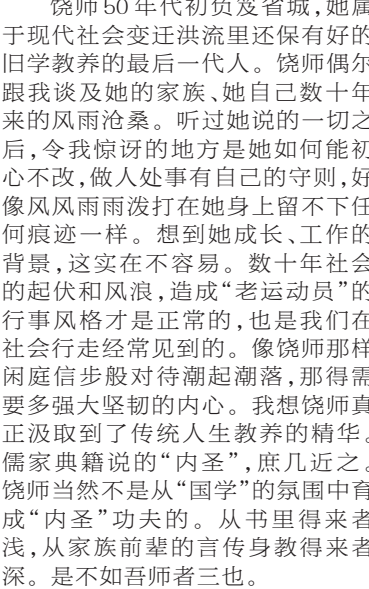 饶师50年代初负笈省城,她属
于现代社会变迁洪流里还保有好的
旧学教养的最后一代人。饶师偶尔
跟我谈及她的家族、她自己数十年
来的风雨沧桑。听过她说的一切之
后,令我惊讶的地方是她如何能初
心不改,做人处事有自己的守则,好
像风风雨雨泼打在她身上留不下任
何痕迹一样。想到她成长、工作的
背景,这实在不容易。数十年社会
的起伏和风浪,造成“老运动员”的
行事风格才是正常的,也是我们在
社会行走经常见到的。像饶师那样
闲庭信步般对待潮起潮落,那得需
要多强大坚韧的内心。我想饶师真
正汲取到了传统人生教养的精华。
儒家典籍说的“内圣”,庶几近之。
饶师当然不是从“国学”的氛围中育
成“内圣”功夫的。从书里得来者
浅,从家族前辈的言传身教得来者
深。是不如吾师者三也。